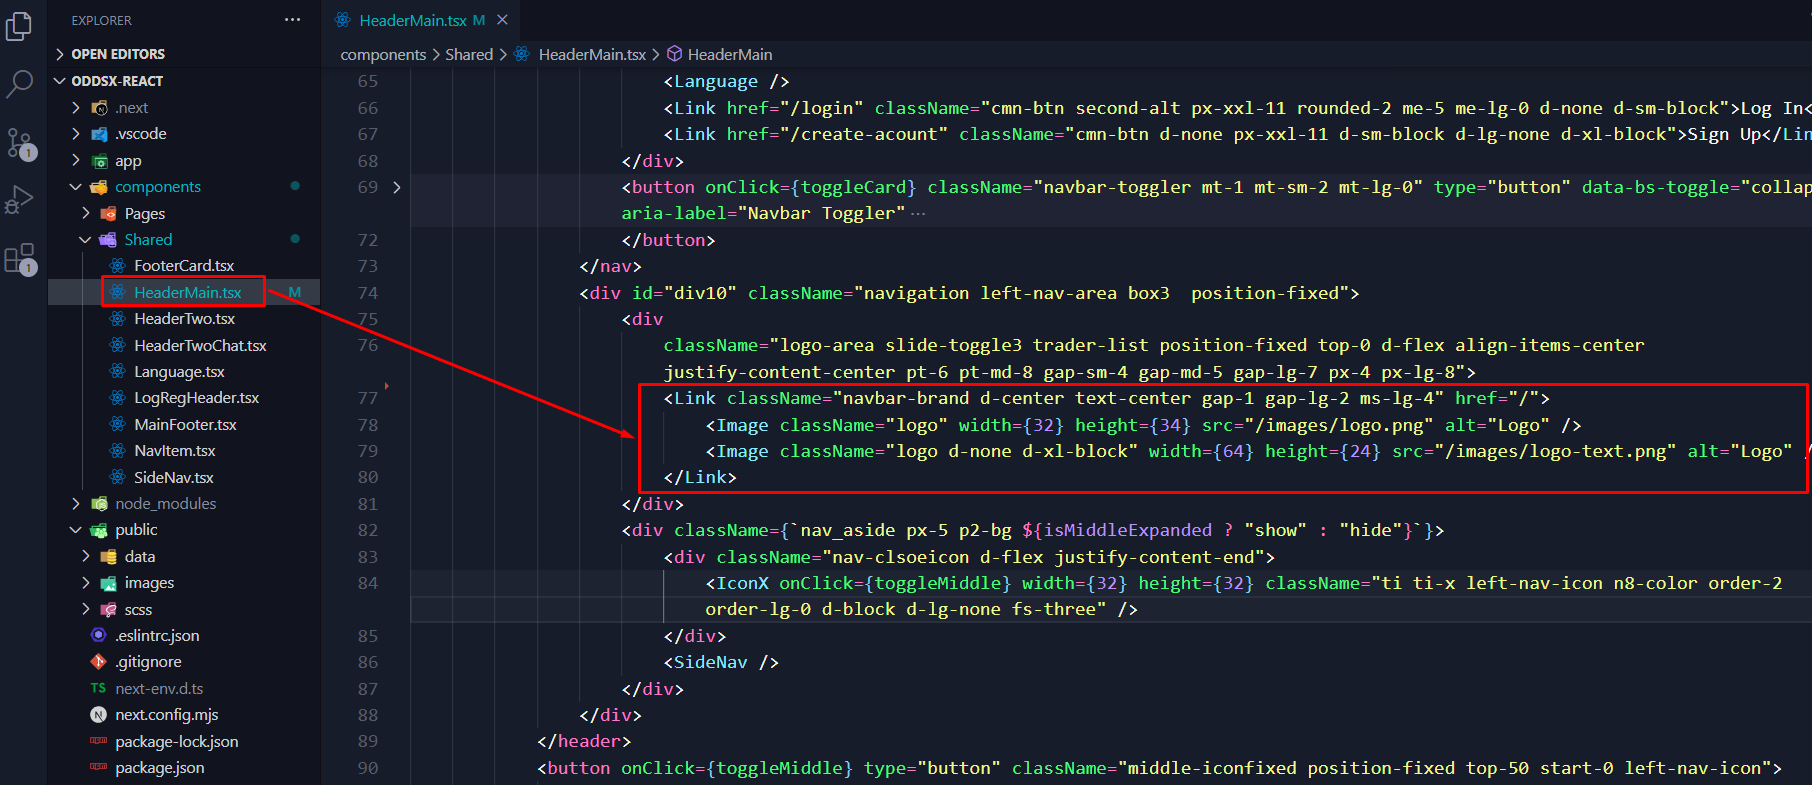 EXPLORER
OPEN EDITORS
ODDSX-REACT
.next
.vscode
app
components
Pages
Shared
FooterCard.tsx
HeaderMain.tsx M
HeaderTwo.tsx
HeaderTwoChat.tsx
Language.tsx
LogRegHeader.tsx
MainFooter.tsx
NavItem.tsx
SideNav.tsx
node_modules
public
data
images
scss
.eslintrc.json
.gitignore
TS next-env.d.ts
next.config.mjs
package-lock.json
package.json
1
1
HeaderMain.tsx M
components > Shared > HeaderMain.tsx > HeaderMain
65 <Language />
66 <Link href="/login" className="cmn-btn second-alt px-xxl-11 rounded-2 me-5 me-lg-0 d-none d-sm-block">Log In<
67 <Link href="/create-acount" className="cmn-btn d-none px-xxl-11 d-sm-block d-lg-none d-xl-block">Sign Up</Lin
68 </div>
69 <button onClick={toggleCard} className="navbar-toggler mt-1 mt-sm-2 mt-lg-0" type="button" data-bs-toggle="collap
aria-label="Navbar Toggler"···
72 </button>
73 </nav>
74 <div id="div10" className="navigation left-nav-area box3  position-fixed">
75 <div
76 className="logo-area slide-toggle3 trader-list position-fixed top-0 d-flex align-items-center
justify-content-center pt-6 pt-md-8 gap-sm-4 gap-md-5 gap-lg-7 px-4 px-lg-8">
77 <Link className="navbar-brand d-center text-center gap-1 gap-lg-2 ms-lg-4" href="/">
78 <Image className="logo" width={32} height={34} src="/images/logo.png" alt="Logo" />
79 <Image className="logo d-none d-xl-block" width={64} height={24} src="/images/logo-text.png" alt="Logo" /
80 </Link>
81 </div>
82 <div className={`nav_aside px-5 p2-bg ${isMiddleExpanded ? "show" : "hide"}`}>
83 <div className="nav-clsoeicon d-flex justify-content-end">
84 <IconX onClick={toggleMiddle} width={32} height={32} className="ti ti-x left-nav-icon n8-color order-2
order-lg-0 d-block d-lg-none fs-three" />
85 </div>
86 <SideNav />
87 </div>
88 </div>
89 </header>
90 <button onClick={toggleMiddle} type="button" className="middle-iconfixed position-fixed top-50 start-0 left-nav-icon">